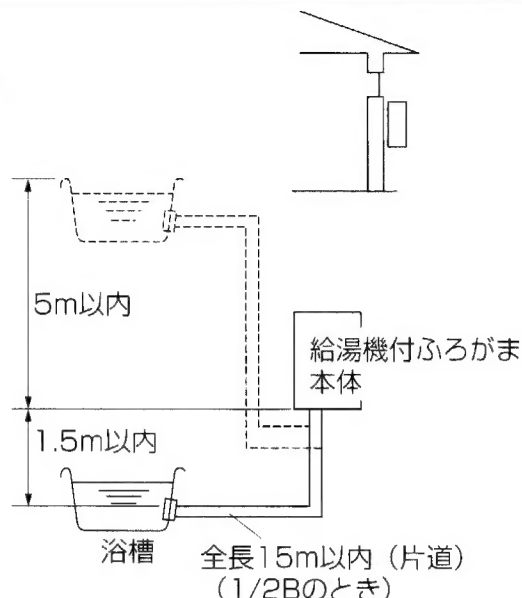 5m以内
給湯機付ふろがま
本体
1.5m以内
浴槽
全長15m以内（片道）
（1/2Bのとき）